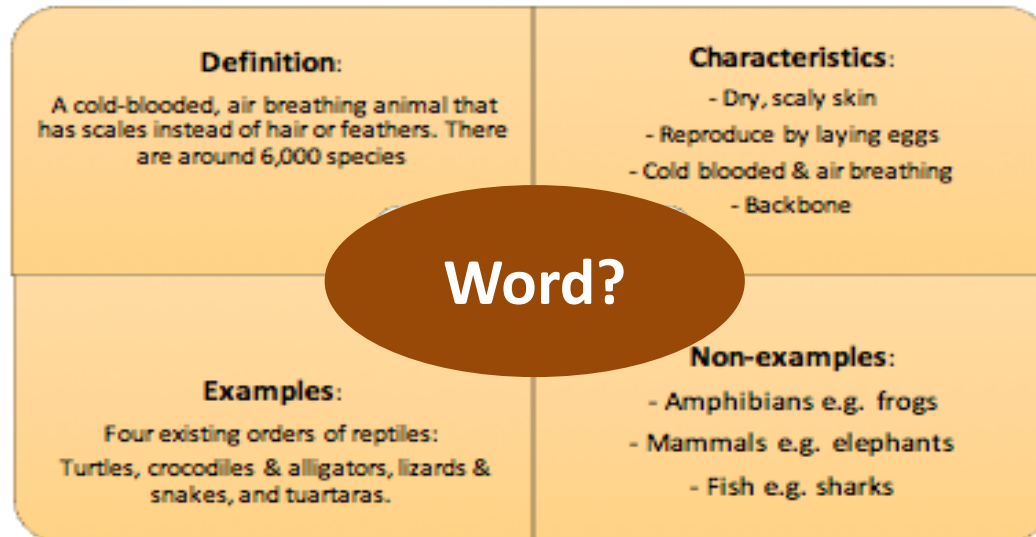 Definition:
A cold-blooded, air breathing animal that
has scales instead of hair or feathers. There
are around 6,000 species
Characteristics:
- Dry, scaly skin
- Reproduce by laying eggs
- Cold blooded & air breathing
- Backbone
Word?
Examples:
Four existing orders of reptiles:
Turtles, crocodiles & alligators, lizards &
snakes, and tuartaras.
Non-examples:
- Amphibians e.g. frogs
- Mammals e.g. elephants
- Fish e.g. sharks